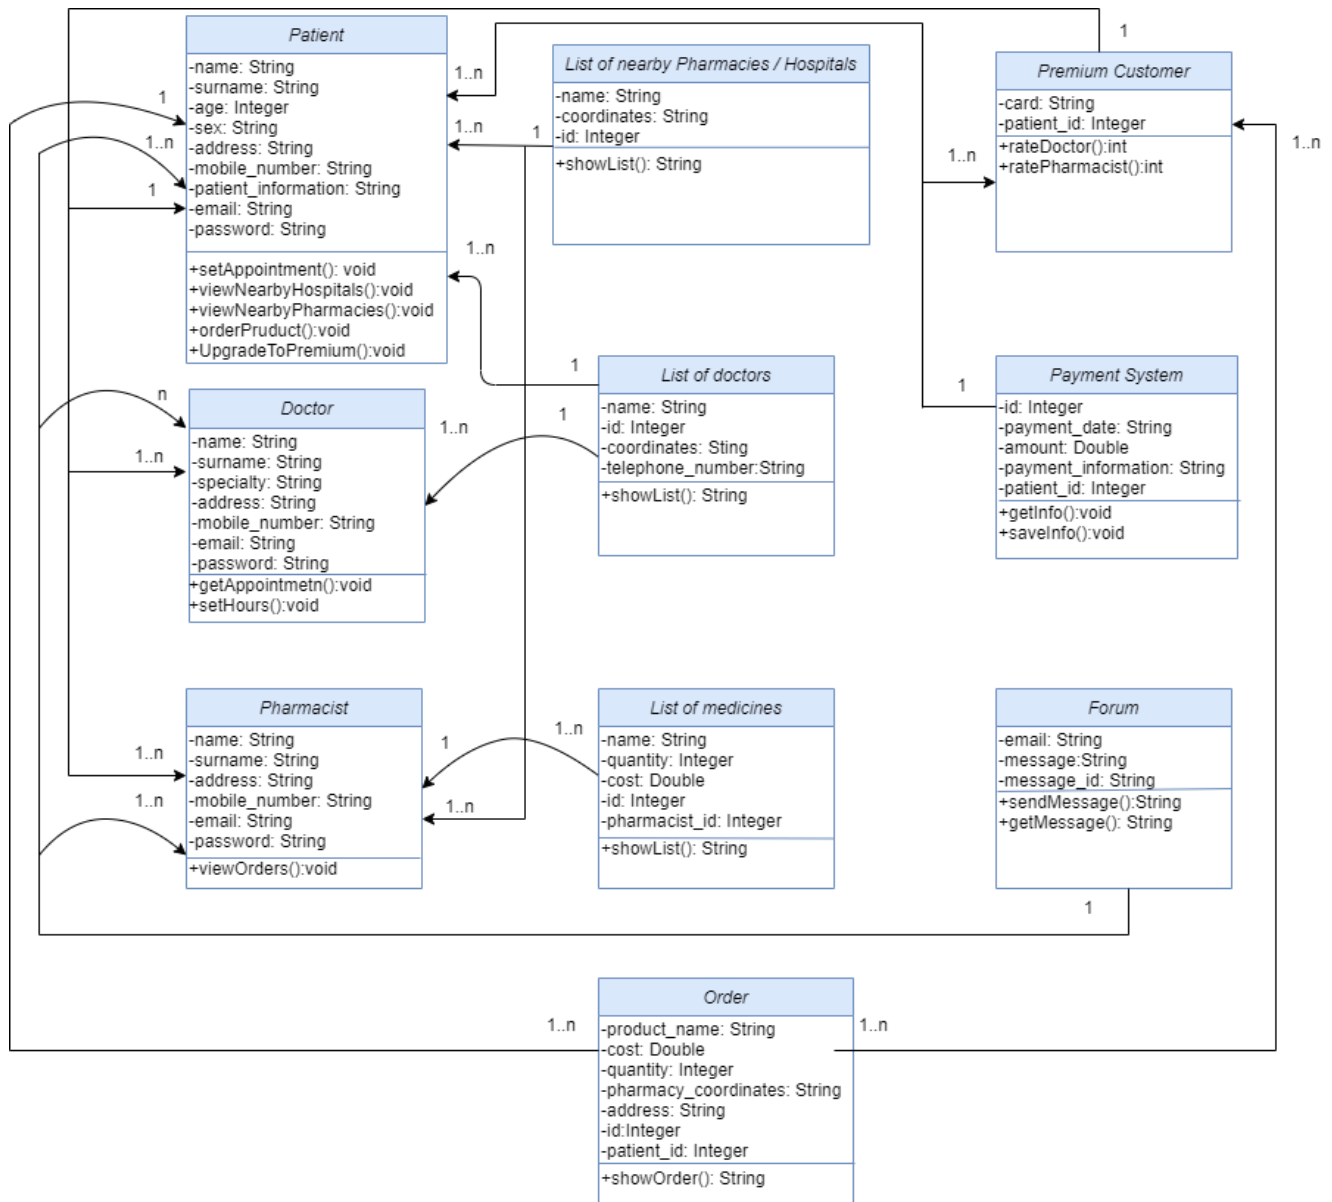 Patient
-name: String
-surname: String
-age: Integer
-sex: String
-address: String
-mobile_number: String
-patient_information: String
-email: String
-password: String
+setAppointment(): void
+viewNearbyHospitals():void
+viewNearbyPharmacies():void
+orderPruduct():void
+UpgradeToPremium():void
1
1..n
1
1..n
1..n
1
1..n
List of nearby Pharmacies / Hospitals
-name: String
-coordinates: String
-id: Integer
+showList(): String
1
Premium Customer
-card: String
-patient_id: Integer
+rateDoctor():int
+ratePharmacist():int
1..n
1..n
Doctor
-name: String
-surname: String
-specialty: String
-address: String
-mobile_number: String
-email: String
-password: String
+getAppointmetn():void
+setHours():void
n
1..n
1..n
1
1
List of doctors
-name: String
-id: Integer
-coordinates: Sting
-telephone_number:String
+showList(): String
1
Payment System
-id: Integer
-payment_date: String
-amount: Double
-payment_information: String
-patient_id: Integer
+getInfo():void
+saveInfo():void
Pharmacist
-name: String
-surname: String
-address: String
-mobile_number: String
-email: String
-password: String
+viewOrders():void
1..n
1..n
1
1..n
1..n
List of medicines
-name: String
-quantity: Integer
-cost: Double
-id: Integer
-pharmacist_id: Integer
+showList(): String
Forum
-email: String
-message:String
-message_id: String
+sendMessage():String
+getMessage(): String
1
Order
-product_name: String
-cost: Double
-quantity: Integer
-pharmacy_coordinates: String
-address: String
-id:Integer
-patient_id: Integer
+showOrder(): String
1..n
1..n